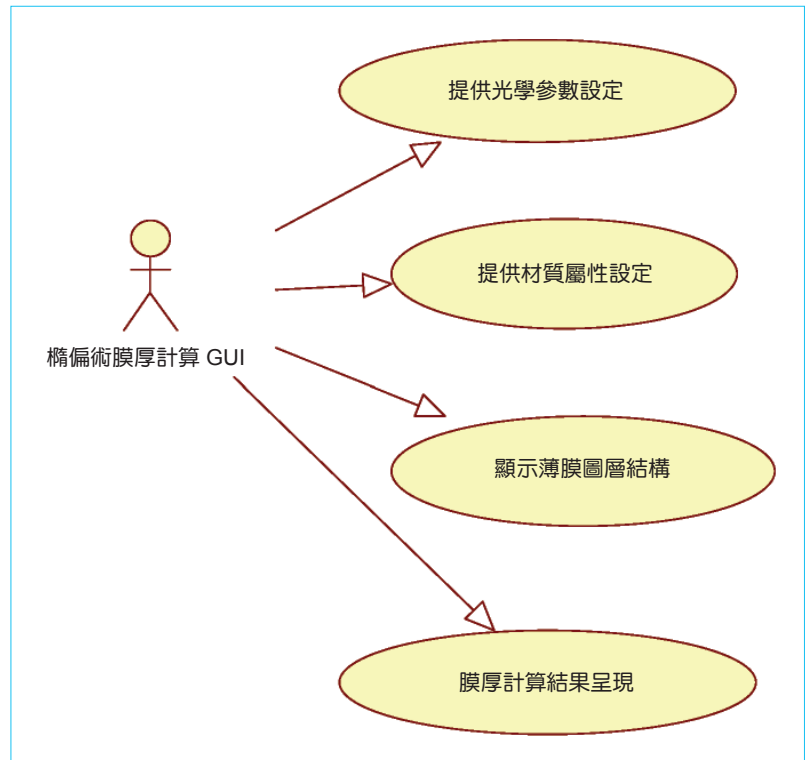 提供光學參數設定
提供材質屬性設定
橢偏術膜厚計算 GUI
顯示薄膜圖層結構
膜厚計算結果呈現